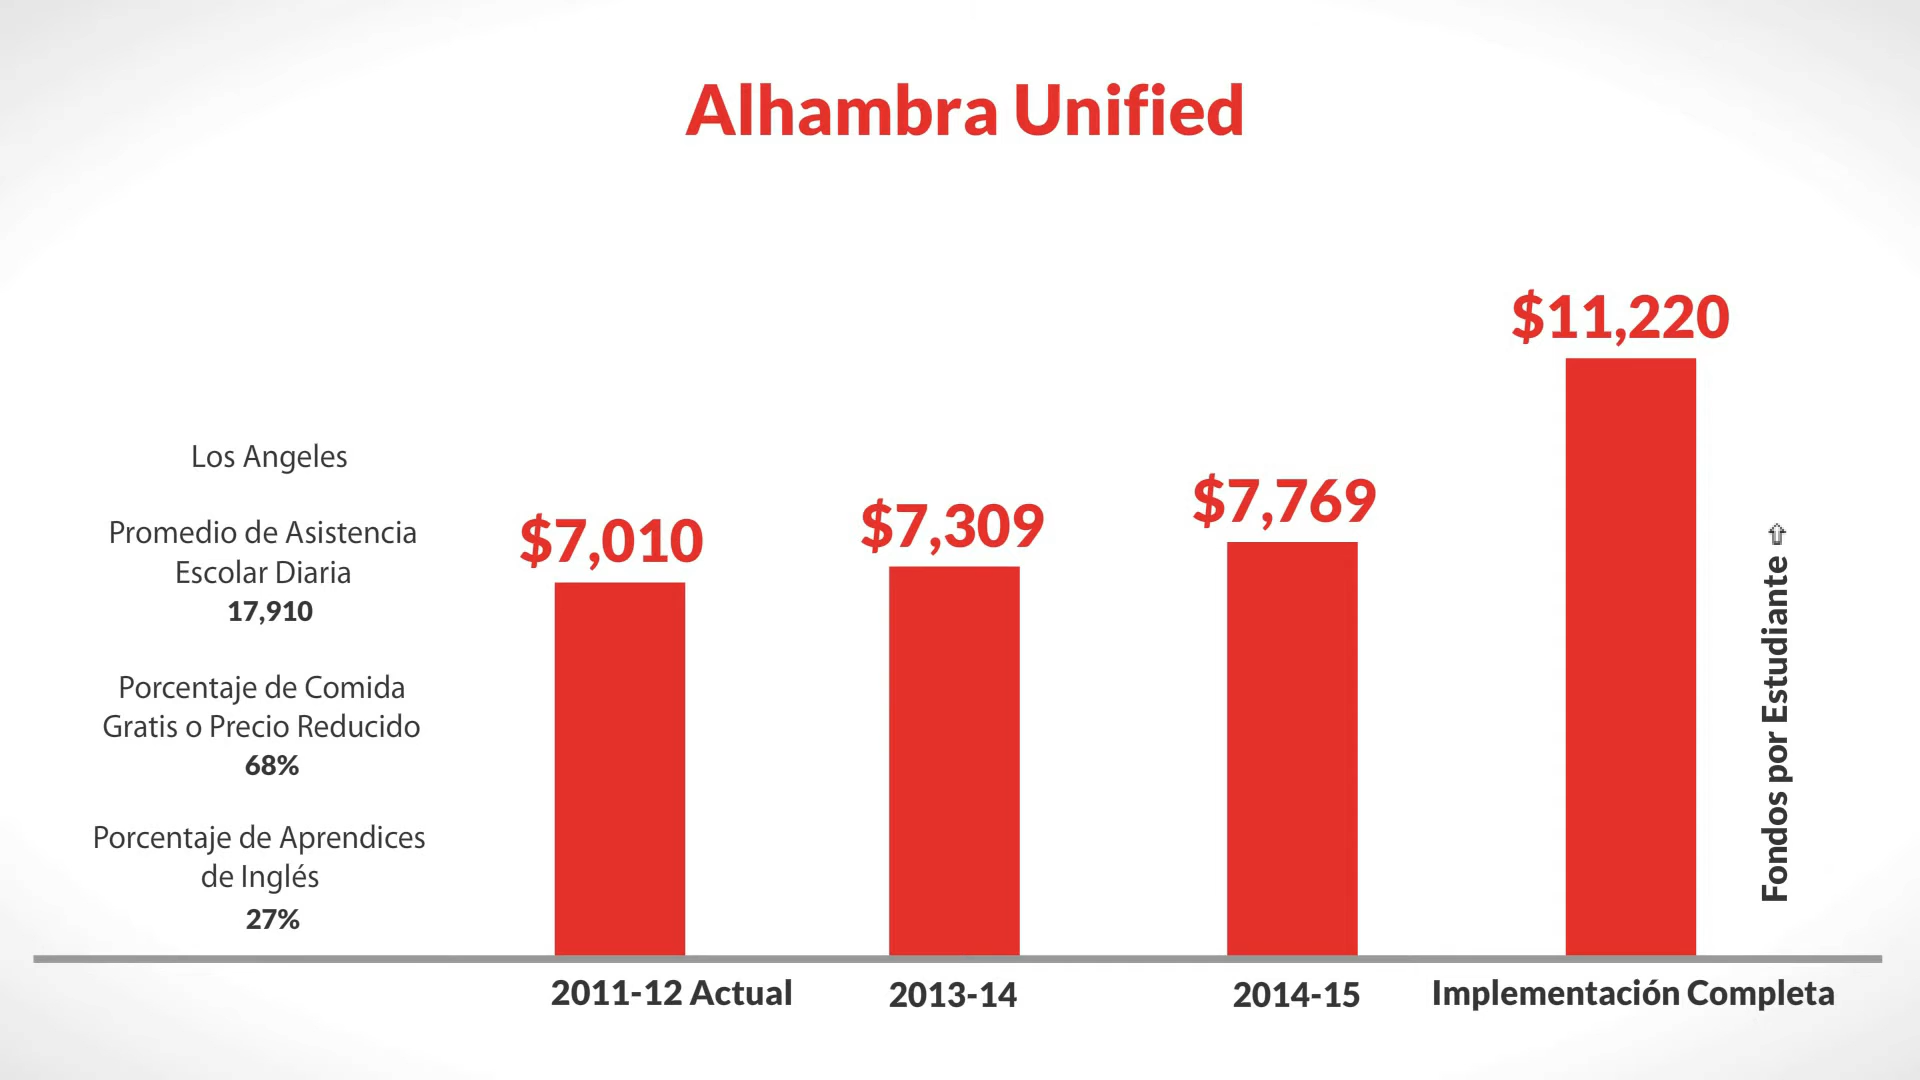 Alhambra Unified
Los Angeles
Promedio de Asistencia
Escolar Diaria
17,910
Porcentaje de Comida
Gratis o Precio Reducido
68%
Porcentaje de Aprendices
de Inglés
27%
$7,010
$7,309
$7,769
$11,220
Fondos por Estudiante ⇧
2011-12 Actual
2013-14
2014-15
Implementación Completa